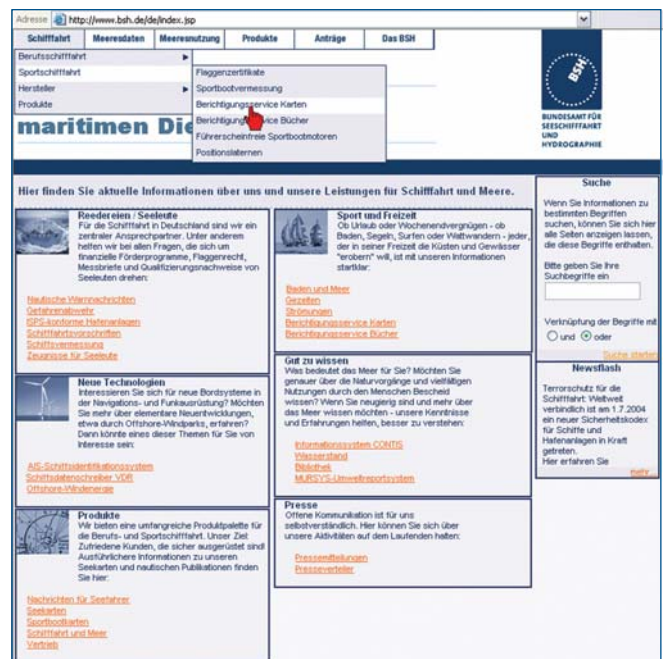 Adresse http://www.bsh.de/de/index.jsp
Schifffahrt Meeresdaten Meeresnutzung Produkte Anträge Das BSH
Berufsschifffahrt
Sportschifffahrt
Hersteller
Produkte
Flaggenzertifikate
Sportbootvermessung
Berichtigungsservice Karten
Berichtigungsservice Bücher
Führerscheinfreie Sportbootmotoren
Positionslaternen
maritimen Die
BSH
BUNDESAMT FÜR
SEESCHIFFFAHRT
UND
HYDROGRAPHIE
Hier finden Sie aktuelle Informationen über uns und unsere Leistungen für Schifffahrt und Meere.
Reedereien / Seeleute
Für die Schifffahrt in Deutschland sind wir ein
zentraler Ansprechpartner. Unter anderem
helfen wir bei allen Fragen, die sich um
finanzielle Förderprogramme, Flaggenrecht,
Messbriefe und Qualifizierungsnachweise von
Seeleuten drehen:
Nautische Warnnachrichten
Gefahrenabwehr
ISPS-konforme Hafenanlagen
Schifffahrtsvorschriften
Schiffsvermessung
Zeugnisse für Seeleute
Neue Technologien
Interessieren Sie sich für neue Bordsysteme in
der Navigations- und Funkausrüstung? Möchten
Sie mehr über elementare Neuentwicklungen,
etwa durch Offshore-Windparks, erfahren?
Dann könnte eines dieser Themen für Sie von
Interesse sein:
AIS-Schiffsidentifikationssystem
Schiffsdatenschreiber VDR
Offshore-Windenergie
Produkte
Wir bieten eine umfangreiche Produktpalette für
die Berufs- und Sportschifffahrt. Unser Ziel:
Zufriedene Kunden, die sicher ausgerüstet sind!
Ausführlichere Informationen zu unseren
Seekarten und nautischen Publikationen finden
Sie hier:
Nachrichten für Seefahrer
Seekarten
Sportbootkarten
Schifffahrt und Meer
Vertrieb
Sport und Freizeit
Ob Urlaub oder Wochenendvergnügen - ob
Baden, Segeln, Surfen oder Wattwandern - jeder,
der in seiner Freizeit die Küsten und Gewässer
"erobern" will, ist mit unseren Informationen
startklar:
Baden und Meer
Gezeiten
Strömungen
Berichtigungsservice Karten
Berichtigungsservice Bücher
Gut zu wissen
Was bedeutet das Meer für Sie? Möchten Sie
genauer über die Naturvorgänge und vielfältigen
Nutzungen durch den Menschen Bescheid
wissen? Wenn Sie neugierig sind und mehr über
das Meer wissen möchten - unsere Kenntnisse
und Erfahrungen helfen, besser zu verstehen:
Informationssystem CONTIS
Wasserstand
Bibliothek
MURSYS-Umweltreportsystem
Presse
Offene Kommunikation ist für uns
selbstverständlich. Hier können Sie sich über
unsere Aktivitäten auf dem Laufenden halten:
Pressemitteilungen
Presseverteiler
Suche
Wenn Sie Informationen zu
bestimmten Begriffen
suchen, können Sie sich hier
alle Seiten anzeigen lassen,
die diese Begriffe enthalten.
Bitte geben Sie Ihre
Suchbegriffe ein
Verknüpfung der Begriffe mit
und oder
Suche starten
Newsflash
Terrorschutz für die
Schifffahrt: Weltweit
verbindlich ist am 1.7.2004
ein neuer Sicherheitskodex
für Schiffe und
Hafenanlagen in Kraft
getreten.
Hier erfahren Sie
mehr ...